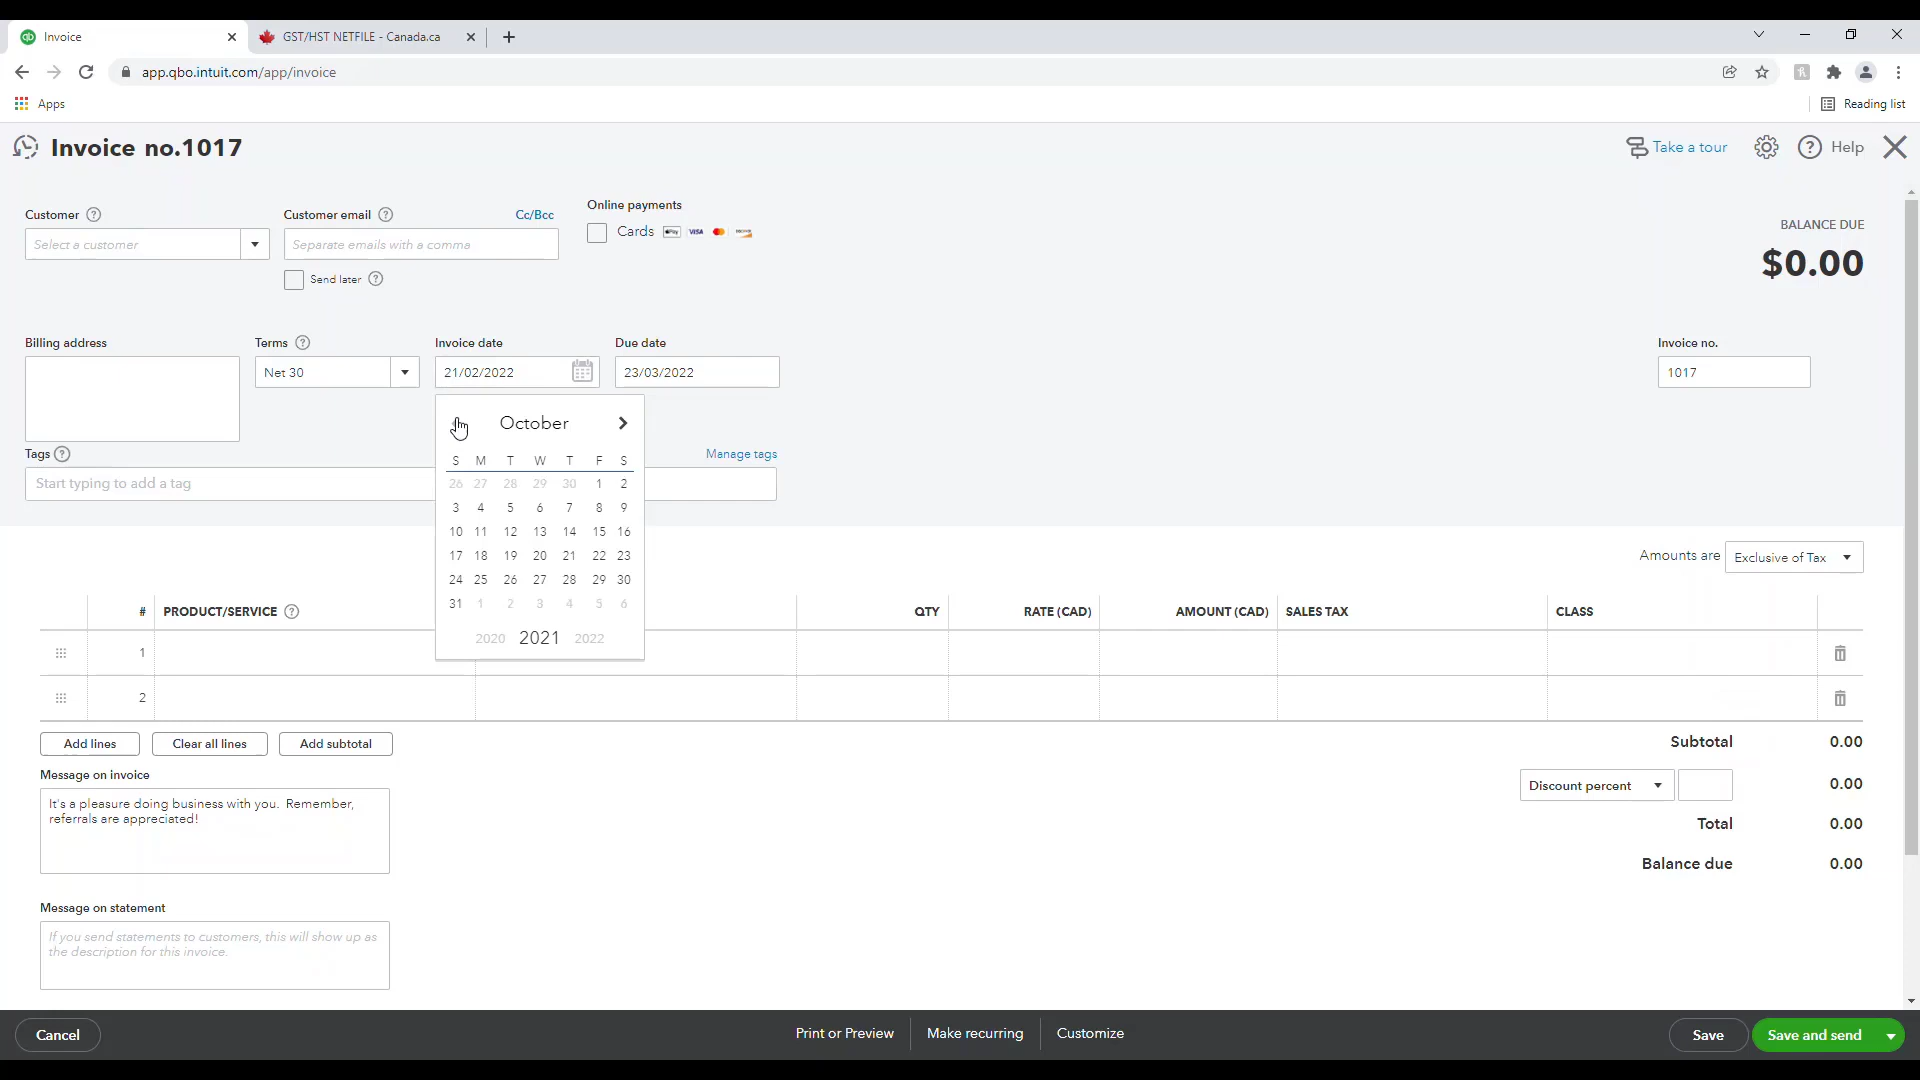 Invoice
GST/HST NETFILE - Canada.ca
app.qbo.intuit.com/app/invoice
Apps
Reading list
Invoice no.1017
Take a tour
Help
Customer
Select a customer
Customer email
Cc/Bcc
Separate emails with a comma
Send later
Online payments
Cards
VISA
BALANCE DUE
$0.00
Billing address
Terms
Net 30
Invoice date
21/02/2022
Due date
23/03/2022
Invoice no.
1017
October
S M T W T F S
26 27 28 29 30 1 2
3 4 5 6 7 8 9
10 11 12 13 14 15 16
17 18 19 20 21 22 23
24 25 26 27 28 29 30
31 1 2 3 4 5 6
2020 2021 2022
Tags
Manage tags
Start typing to add a tag
Amounts are
Exclusive of Tax
# PRODUCT/SERVICE QTY RATE (CAD) AMOUNT (CAD) SALES TAX CLASS
1
2
Add lines
Clear all lines
Add subtotal
Subtotal 0.00
Discount percent 0.00
Total 0.00
Balance due 0.00
Message on invoice
It's a pleasure doing business with you. Remember,
referrals are appreciated!
Message on statement
If you send statements to customers, this will show up as
the description for this invoice.
Cancel
Print or Preview
Make recurring
Customize
Save
Save and send